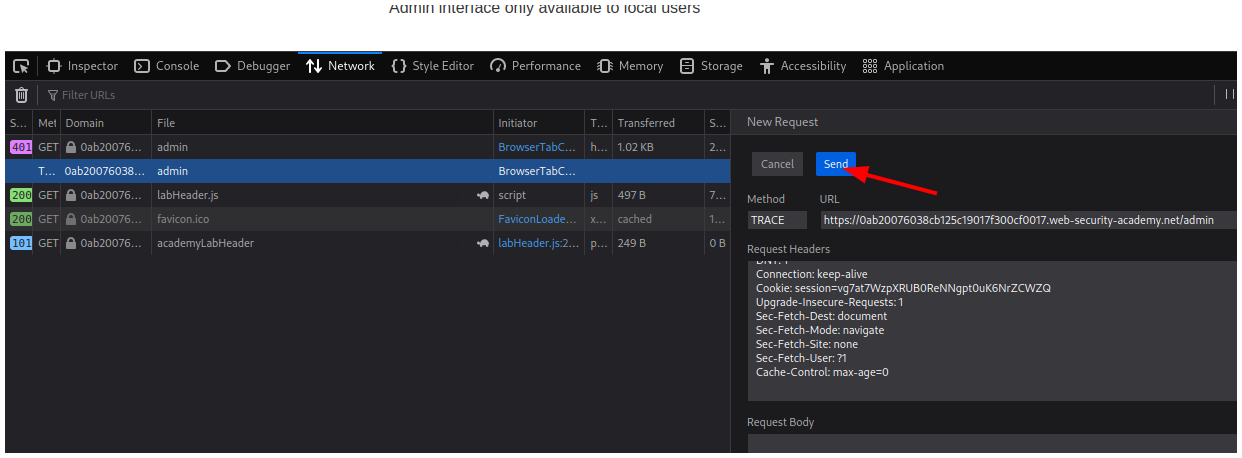 Admin interface only available to local users
Inspector Console Debugger Network Style Editor Performance Memory Storage Accessibility Application
Filter URLs
S... Met Domain File Initiator T... Transferred S...
401 GET 0ab20076... admin BrowserTabC... h... 1.02 KB 2...
T... 0ab20076038... admin BrowserTabC...
200 GET 0ab20076... labHeader.js script js 497 B 7...
200 GET 0ab20076... favicon.ico FaviconLoade... x... cached 1...
101 GET 0ab20076... academyLabHeader labHeader.js:2... p... 249 B 0 B
New Request
Cancel Send
Method URL
TRACE https://0ab20076038cb125c19017f300cf0017.web-security-academy.net/admin
Request Headers
DNT: 1
Connection: keep-alive
Cookie: session=vg7at7WzpXRUB0ReNNgpt0uK6NrZCWZQ
Upgrade-Insecure-Requests: 1
Sec-Fetch-Dest: document
Sec-Fetch-Mode: navigate
Sec-Fetch-Site: none
Sec-Fetch-User: ?1
Cache-Control: max-age=0
Request Body